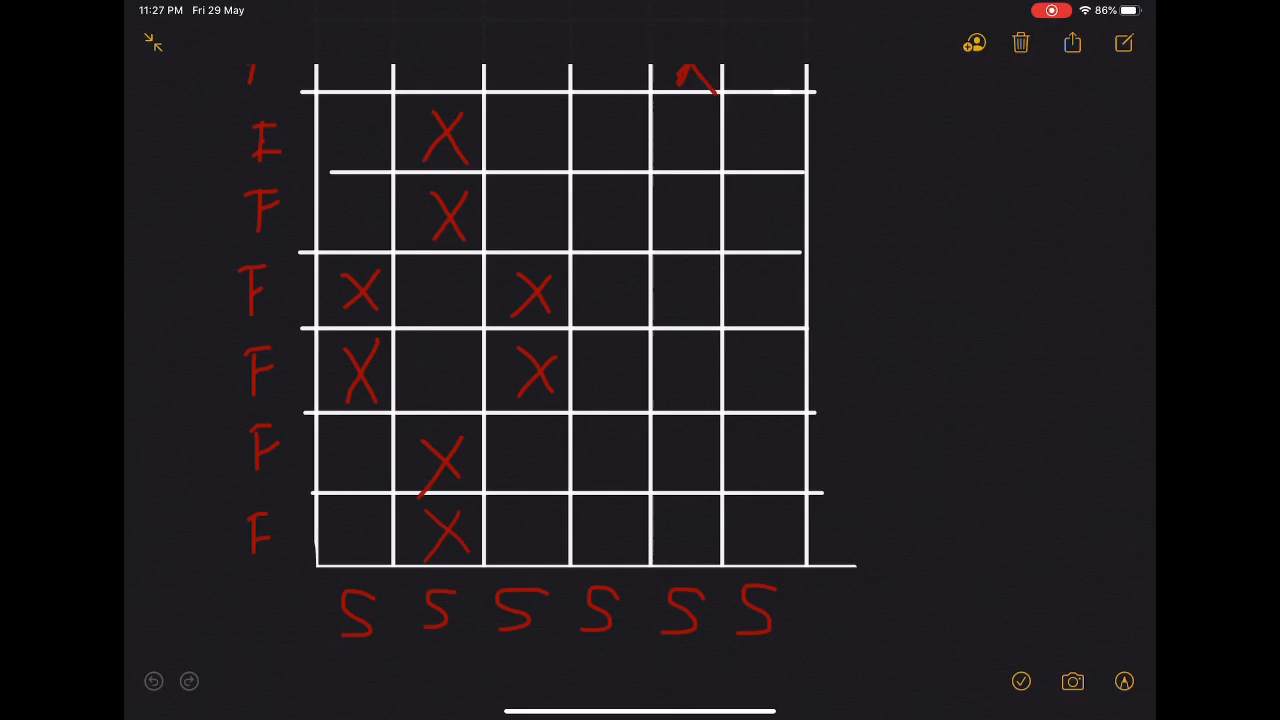 11:27 PM Fri 29 May 86%
E X
F X
F X X
F X X
F X
F X
S S S S S S